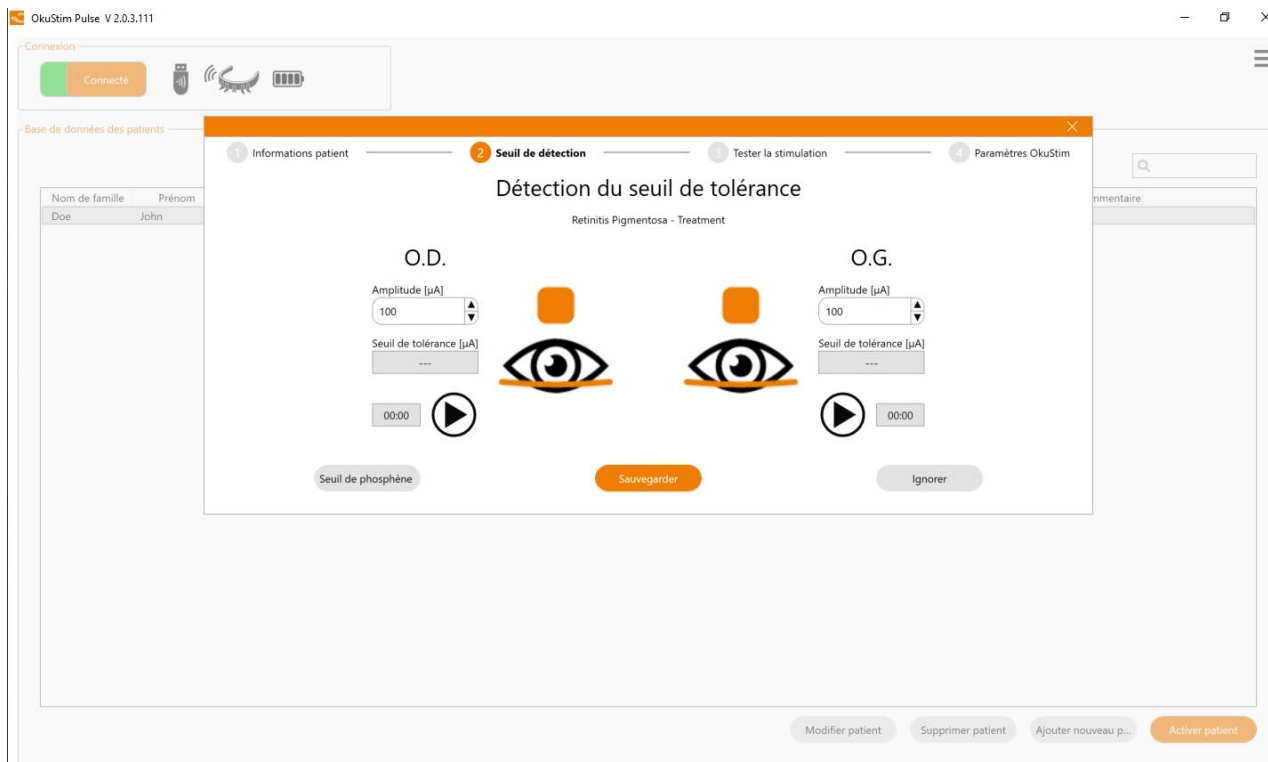 OkuStim Pulse V 2.0.3.111
Connexion
Connecté
Base de données des patients
1 Informations patient 2 Seuil de détection 3 Tester la stimulation 4 Paramètres OkuStim
Détection du seuil de tolérance
Retinitis Pigmentosa - Treatment
Nom de famille Prénom mmentaire
Doe John
O.D. O.G.
Amplitude [µA] Amplitude [µA]
100 100
Seuil de tolérance [µA] Seuil de tolérance [µA]
--- ---
00:00 00:00
Seuil de phosphène Sauvegarder Ignorer
Modifier patient Supprimer patient Ajouter nouveau p... Activer patient